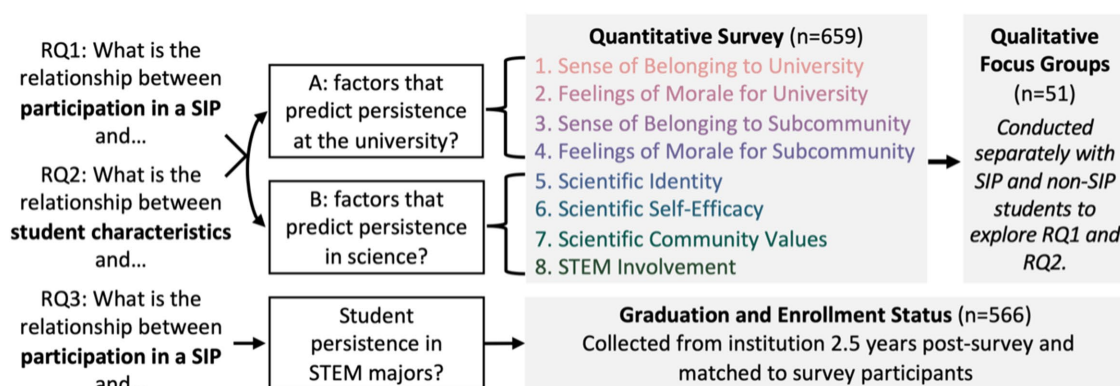 RQ1: What is the
relationship between
participation in a SIP
and...
RQ2: What is the
relationship between
student characteristics
and...
RQ3: What is the
relationship between
participation in a SIP
and
A: factors that
predict persistence
at the university?
B: factors that
predict persistence
in science?
Student
persistence in
STEM majors?
Quantitative Survey (n=659)
1. Sense of Belonging to University
2. Feelings of Morale for University
3. Sense of Belonging to Subcommunity
4. Feelings of Morale for Subcommunity
5. Scientific Identity
6. Scientific Self-Efficacy
7. Scientific Community Values
8. STEM Involvement
Graduation and Enrollment Status (n=566)
Collected from institution 2.5 years post-survey and
matched to survey participants
Qualitative
Focus Groups
(n=51)
Conducted
separately with
SIP and non-SIP
students to
explore RQ1 and
RQ2.